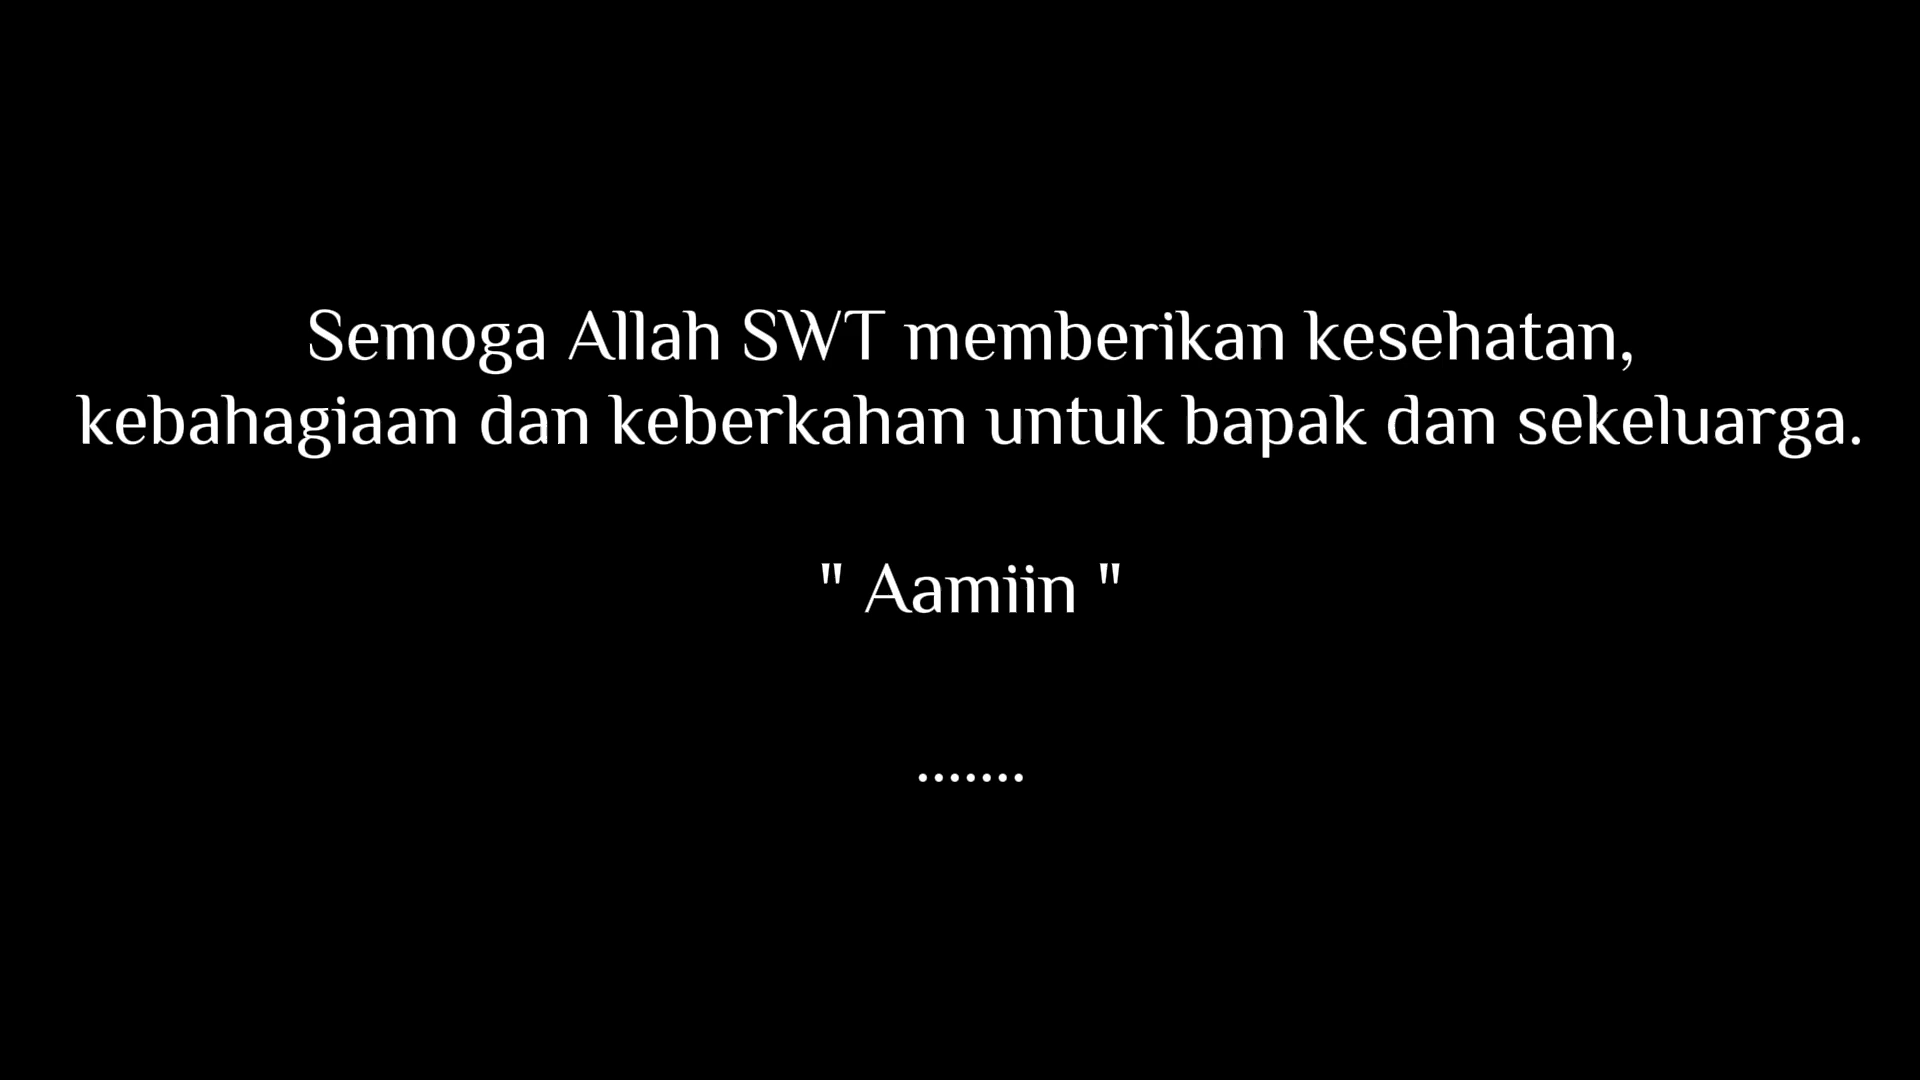 Semoga Allah SWT memberikan kesehatan,
kebahagiaan dan keberkahan untuk bapak dan sekeluarga.
" Aamiin "
.......